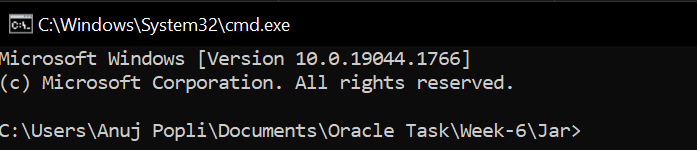 C:\Windows\System32\cmd.exe
Microsoft Windows [Version 10.0.19044.1766]
(c) Microsoft Corporation. All rights reserved.
C:\Users\Anuj Popli\Documents\Oracle Task\Week-6\Jar>